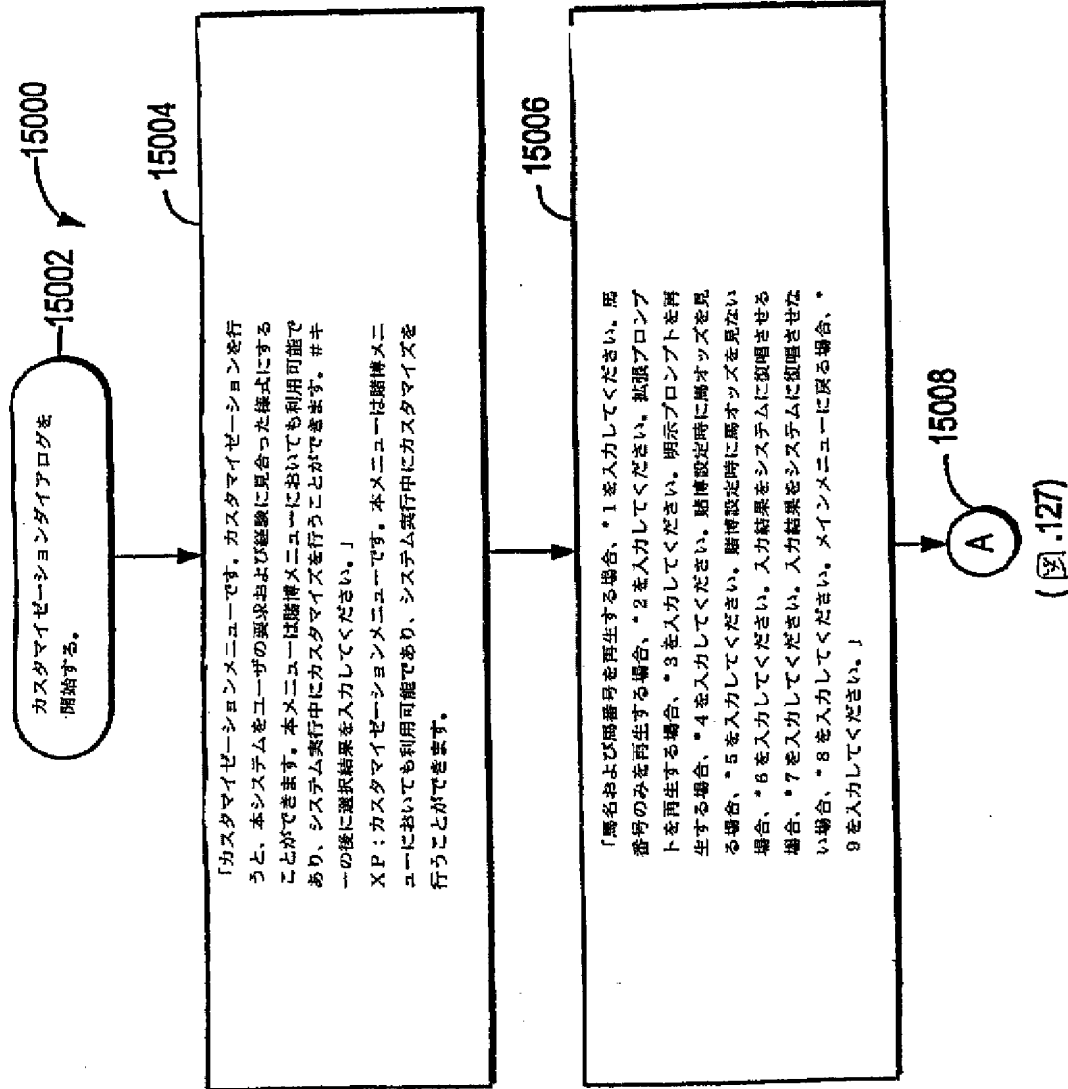 15000
15002
カスタマイゼーションダイアログを
開始する。
15004
「カスタマイゼーションメニューです。カスタマイゼーションを行
うと、本システムをユーザの要求および経験に見合った様式にする
ことができます。本メニューは賭博メニューにおいても利用可能で
あり、システム実行中にカスタマイズを行うことができます。#キ
ーの後に選択結果を入力してください。」
XP:カスタマイゼーションメニューです。本メニューは賭博メニ
ューにおいても利用可能であり、システム実行中にカスタマイズを
行うことができます。
15006
「馬名および馬番号を再生する場合、*1を入力してください。馬
番号のみを再生する場合、*2を入力してください。拡張プロンプ
トを再生する場合、*3を入力してください。明示プロンプトを再
生する場合、*4を入力してください。賭博設定時に馬オッズを見
る場合、*5を入力してください。賭博設定時に馬オッズを見ない
場合、*6を入力してください。入力結果をシステムに復唱させる
場合、*7を入力してください。入力結果をシステムに復唱させな
い場合、*8を入力してください。メインメニューに戻る場合、*
9を入力してください。」
15008
A
(図.127)